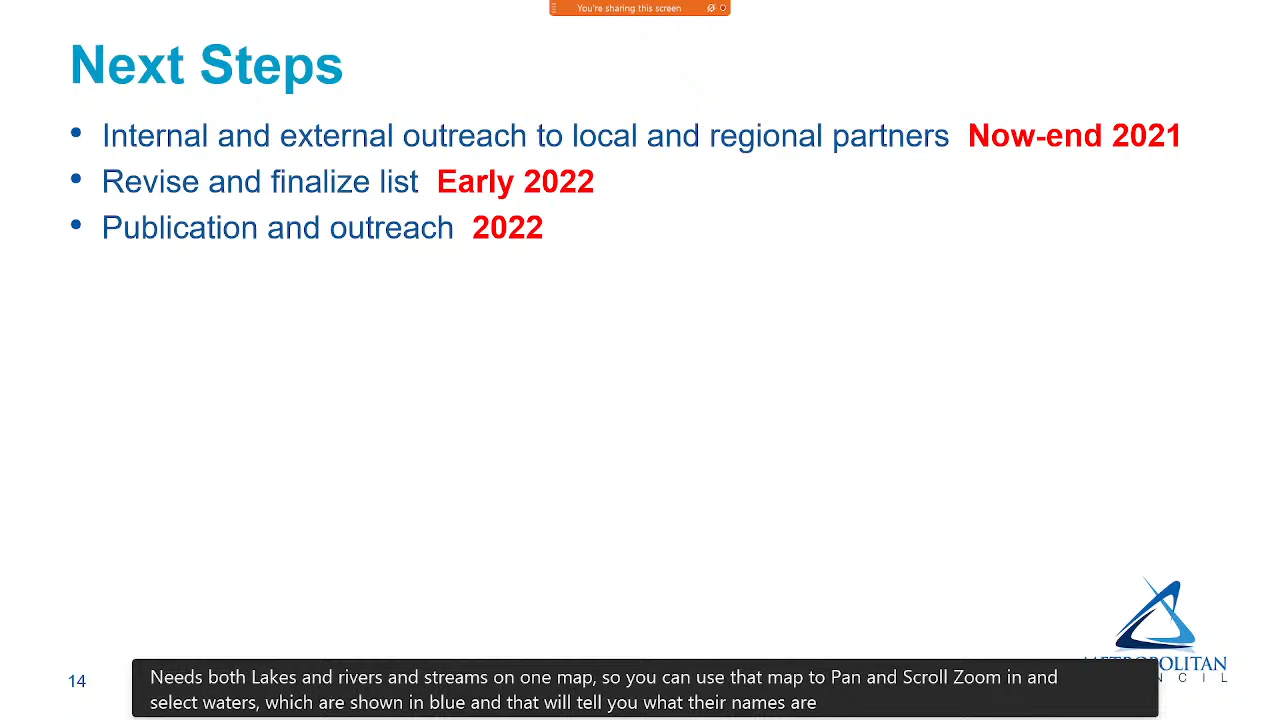 You're sharing this screen
Next Steps
• Internal and external outreach to local and regional partners Now-end 2021
• Revise and finalize list Early 2022
• Publication and outreach 2022
METROPOLITAN
N C I L
14
Needs both Lakes and rivers and streams on one map, so you can use that map to Pan and Scroll Zoom in and
select waters, which are shown in blue and that will tell you what their names are